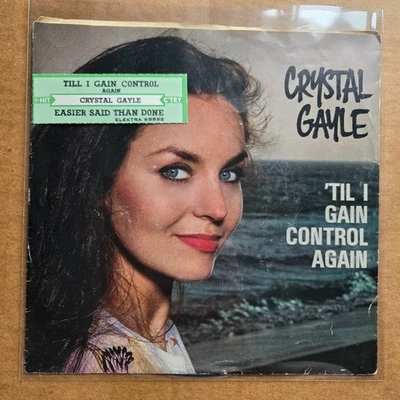 TILL I GAIN CONTROL
AGAIN
CRYSTAL GAYLE
EASIER SAID THAN DONE
CRYSTAL
GAYLE
'TIL I
GAIN
CONTROL
AGAIN